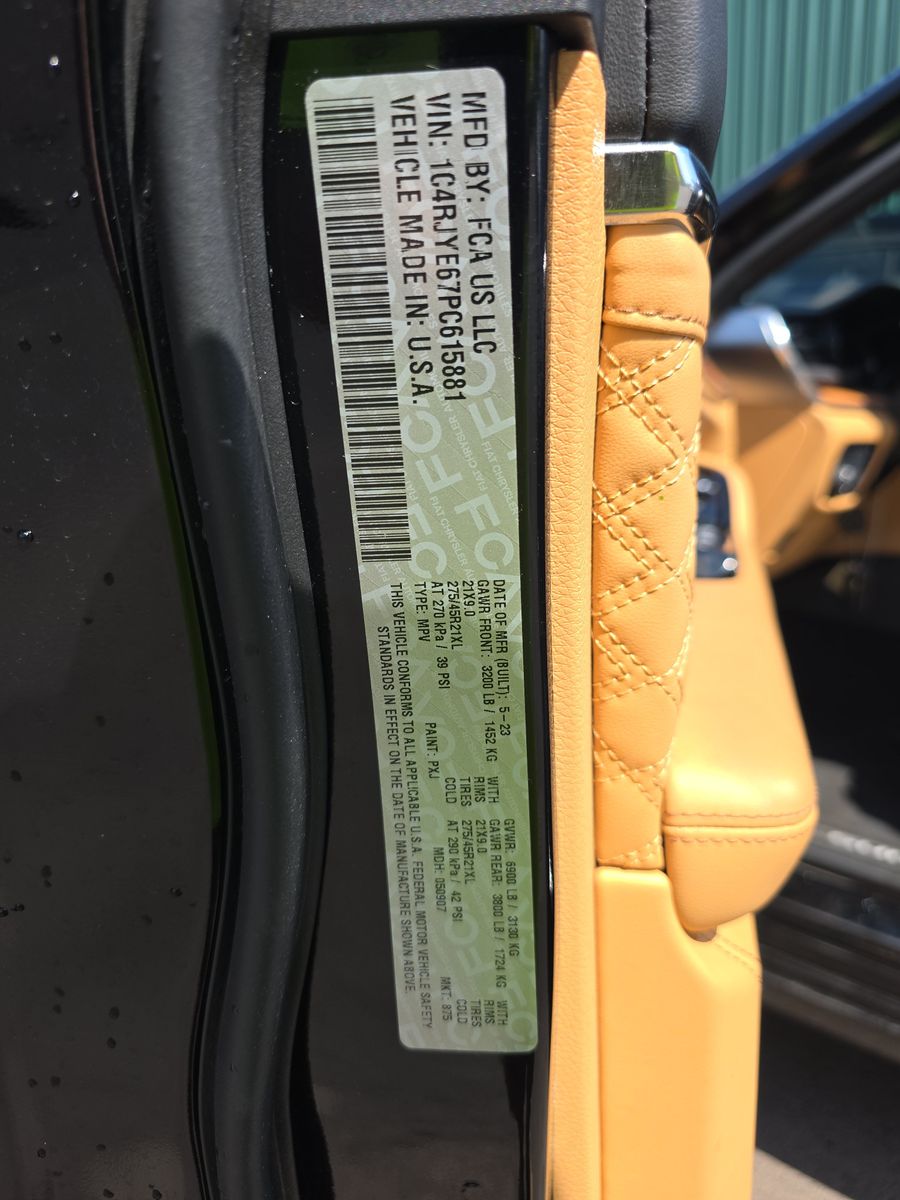 MFD BY: FCA US LLC
VIN: 1C4RJYE67PC615881
VEHICLE MADE IN: U.S.A.
DATE OF MFR (BUILT): 5-23 GVWR: 6900 LB / 3130 KG
GAWR FRONT: 3200 LB / 1452 KG WITH GAWR REAR: 3800 LB / 1724 KG WITH
21X9.0 RIMS 21X9.0 RIMS
275/45R21XL TIRES 275/45R21XL TIRES
AT 270 kPa / 39 PSI COLD AT 290 kPa / 42 PSI COLD
TYPE: MPV PAINT: PXJ MDH: 050907 MKT: 875
THIS VEHICLE CONFORMS TO ALL APPLICABLE U.S.A. FEDERAL MOTOR VEHICLE SAFETY
STANDARDS IN EFFECT ON THE DATE OF MANUFACTURE SHOWN ABOVE.